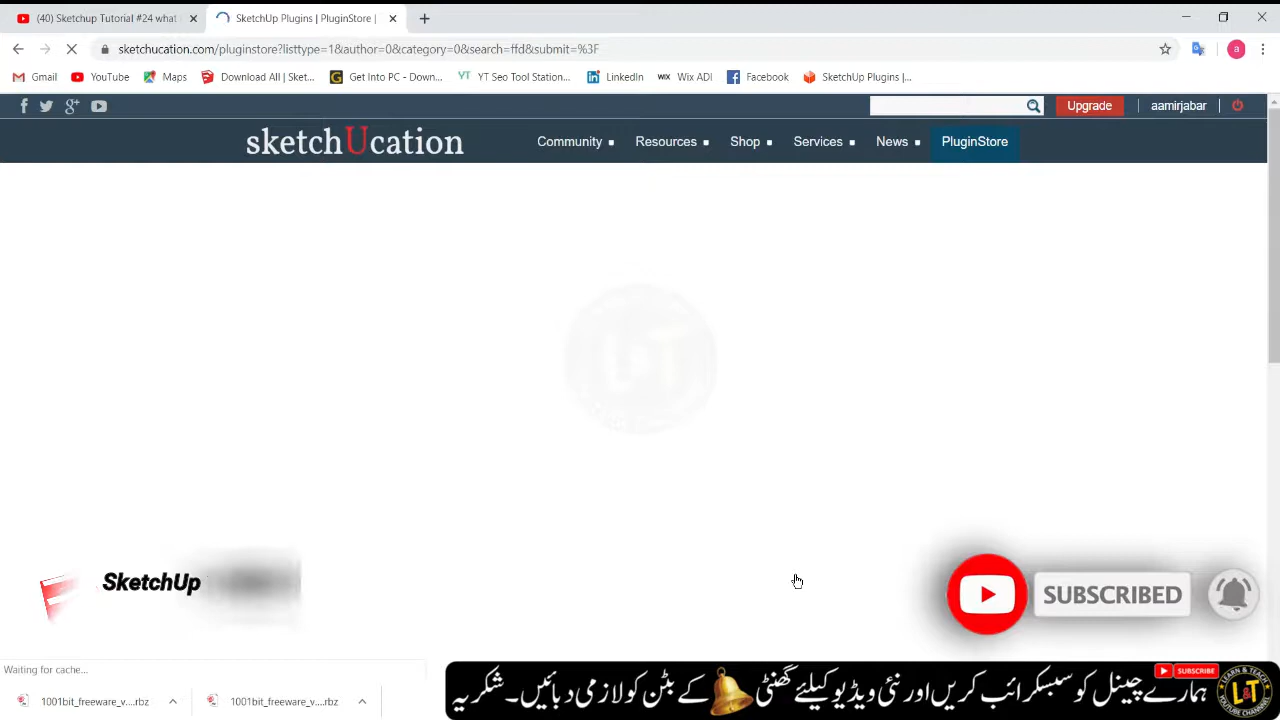 (40) Sketchup Tutorial #24 what
SketchUp Plugins | PluginStore |
sketchucation.com/pluginstore?listtype=1&author=0&category=0&search=ffd&submit=%3F
Gmail YouTube Maps Download All | Sket... Get Into PC - Down... YT Seo Tool Station... LinkedIn Wix ADI Facebook SketchUp Plugins |...
Upgrade aamirjabar
sketchUcation Community Resources Shop Services News PluginStore
SketchUp
SUBSCRIBED
Waiting for cache...
ہمارے چینل کو سبسکرائب کریں اور نئی ویڈیو کیلئے گھنٹی کے بٹن کو لازمی دبائیں۔ شکریہ
SUBSCRIBE
LEARN & TECH
1001bit_freeware_v....rbz 1001bit_freeware_v....rbz